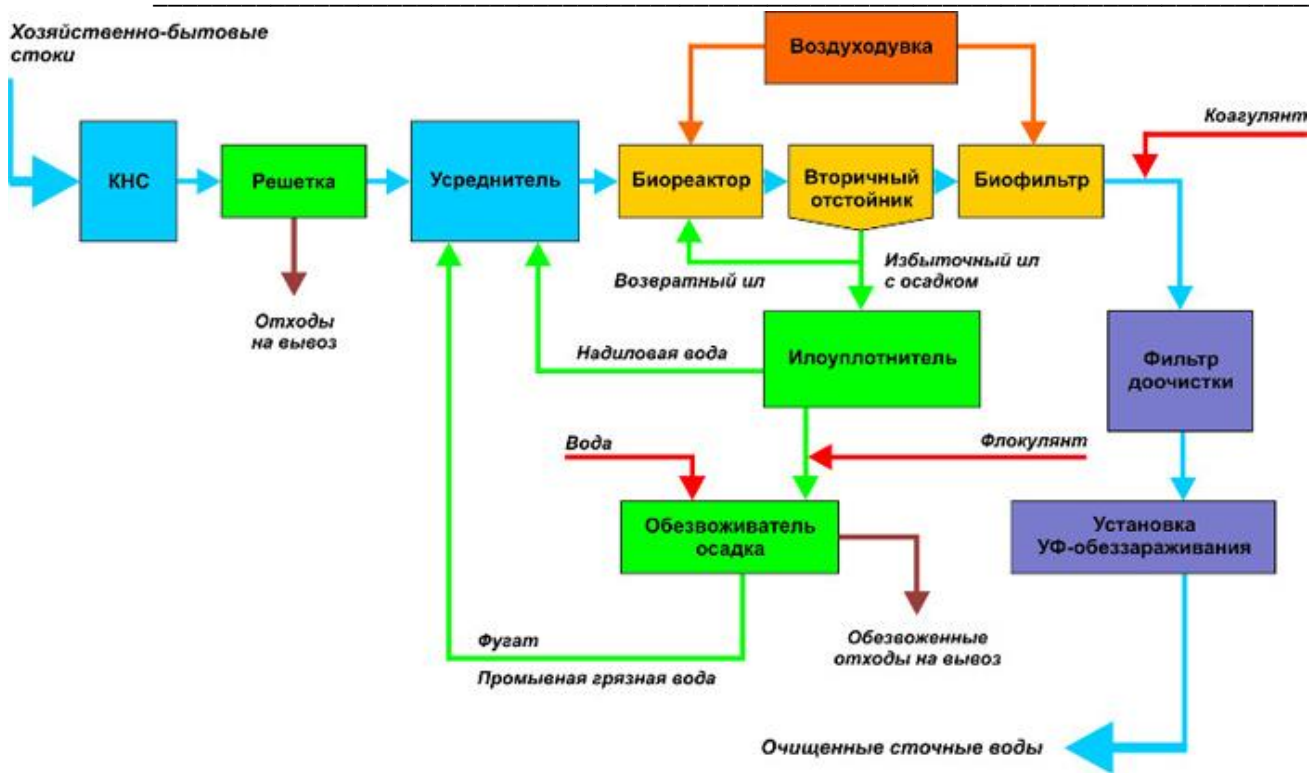 Хозяйственно-бытовые
стоки
Воздуходувка
Коагулянт
КНС
Решетка
Усреднитель
Биореактор
Вторичный
отстойник
Биофильтр
Возвратный ил
Избыточный ил
с осадком
Отходы
на вывоз
Надиловая вода
Илоуплотнитель
Фильтр
доочистки
Вода
Флокулянт
Обезвоживатель
осадка
Установка
УФ-обеззараживания
Фугат
Промывная грязная вода
Обезвоженные
отходы на вывоз
Очищенные сточные воды